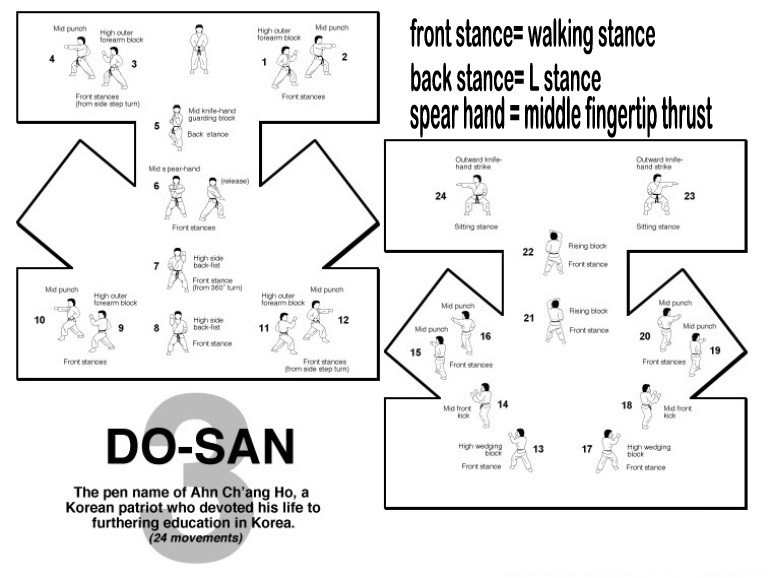 Mid punch
High outer
forearm block
4
3
Front stances
(from side step turn)
High outer
forearm block
Mid punch
1
2
Front stances
5
Mid knife-hand
guarding block
Back stance
Mid spear-hand
6
(release)
Front stances
7
High side
back-fist
Front stance
(from 360° turn)
8
High side
back-fist
Front stance
Mid punch
High outer
forearm block
10
9
Front stances
High outer
forearm block
Mid punch
11
12
Front stances
(from side step turn)
3
DO-SAN
The pen name of Ahn Ch'ang Ho, a
Korean patriot who devoted his life to
furthering education in Korea.
(24 movements)
front stance= walking stance
back stance= L stance
spear hand = middle fingertip thrust
Outward knife-
hand strike
24
Sitting stance
Outward knife-
hand strike
23
Sitting stance
22
Rising block
Front stance
21
Rising block
Front stance
Mid punch
16
Mid punch
15
Front stances
Mid punch
20
Mid punch
19
Front stances
14
Mid front
kick
18
Mid front
kick
High wedging
block
13
Front stance
17
High wedging
block
Front stance